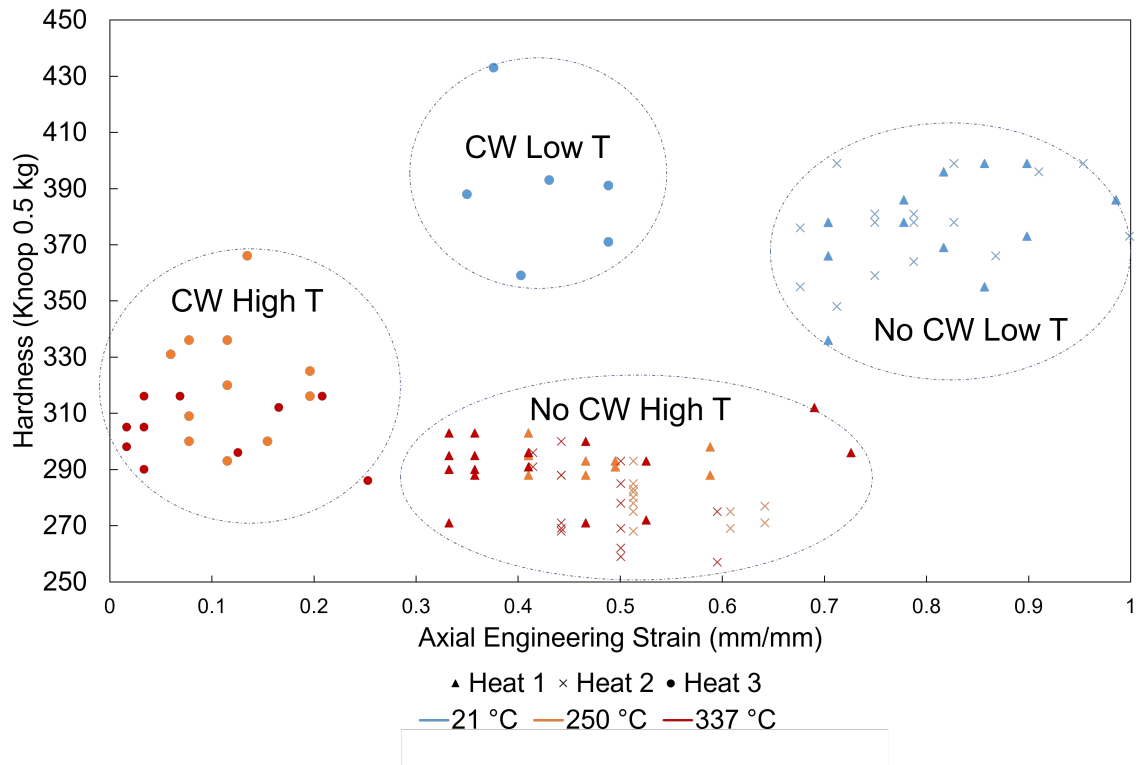 450
430
410
390
370
350
330
310
290
270
250
Hardness (Knoop 0.5 kg)
CW Low T
CW High T
No CW Low T
No CW High T
0 0.1 0.2 0.3 0.4 0.5 0.6 0.7 0.8 0.9 1
Axial Engineering Strain (mm/mm)
Heat 1 Heat 2 Heat 3
21 °C 250 °C 337 °C